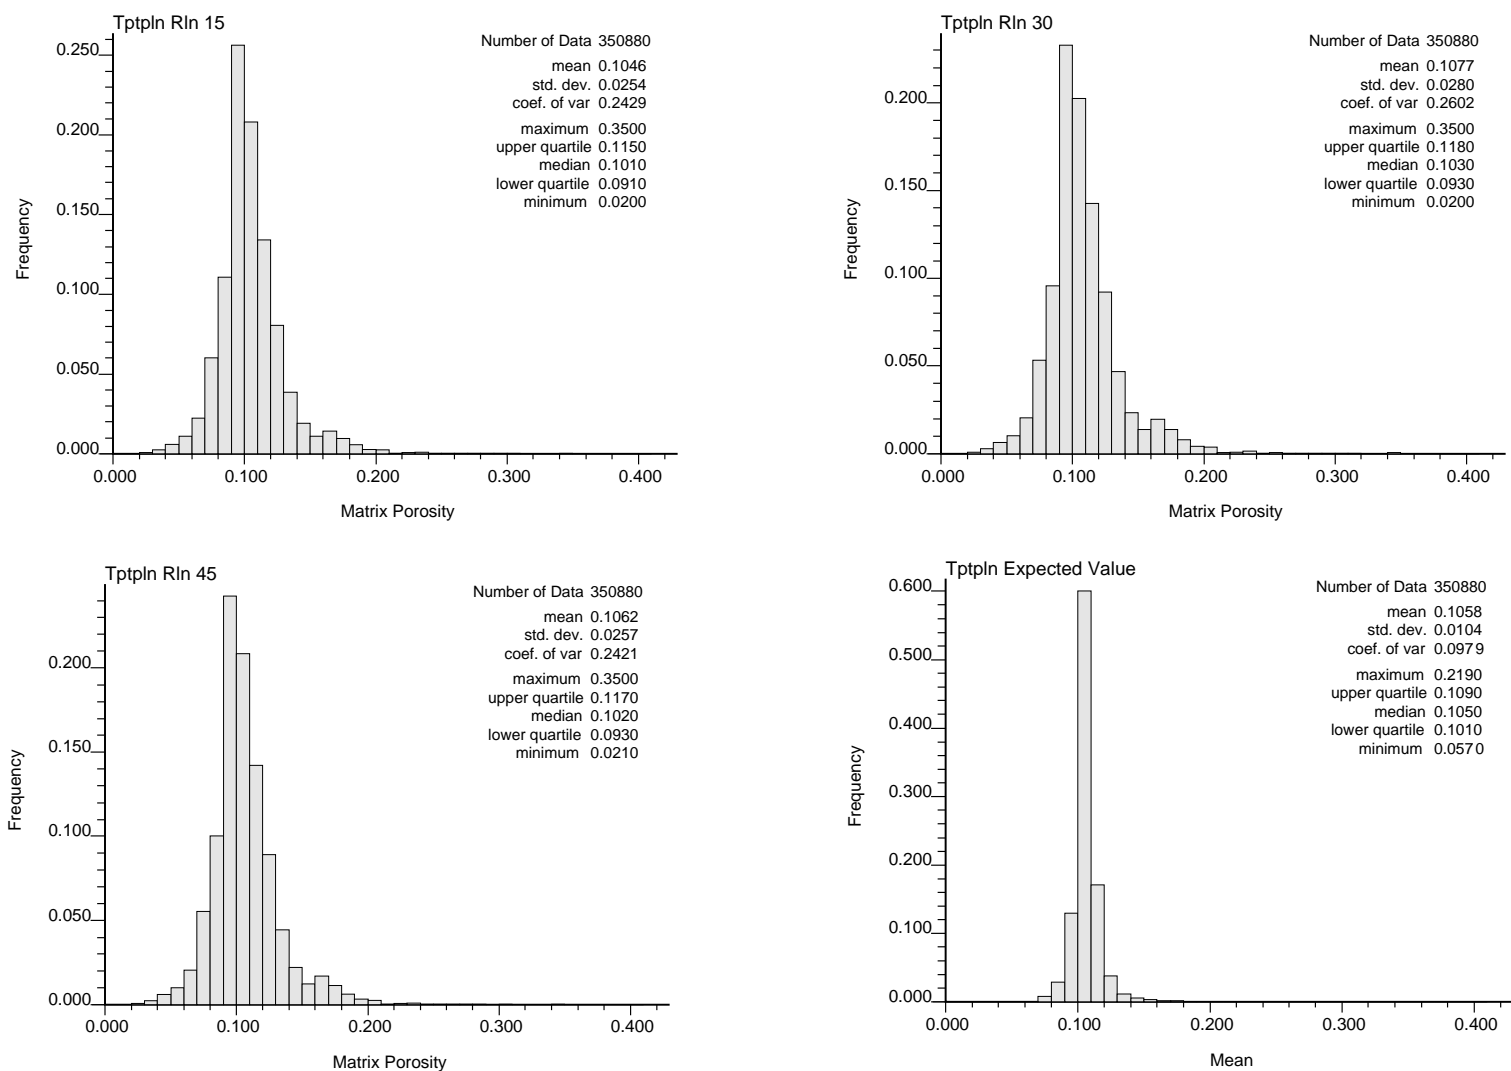 Tptpln Rln 15
Number of Data 350880
mean 0.1046
std. dev. 0.0254
coef. of var 0.2429
maximum 0.3500
upper quartile 0.1150
median 0.1010
lower quartile 0.0910
minimum 0.0200
Frequency
0.250
0.200
0.150
0.100
0.050
0.000
0.000 0.100 0.200 0.300 0.400
Matrix Porosity
Tptpln Rln 30
Number of Data 350880
mean 0.1077
std. dev. 0.0280
coef. of var 0.2602
maximum 0.3500
upper quartile 0.1180
median 0.1030
lower quartile 0.0930
minimum 0.0200
Frequency
0.200
0.150
0.100
0.050
0.000
0.000 0.100 0.200 0.300 0.400
Matrix Porosity
Tptpln Rln 45
Number of Data 350880
mean 0.1062
std. dev. 0.0257
coef. of var 0.2421
maximum 0.3500
upper quartile 0.1170
median 0.1020
lower quartile 0.0930
minimum 0.0210
Frequency
0.200
0.150
0.100
0.050
0.000
0.000 0.100 0.200 0.300 0.400
Matrix Porosity
Tptpln Expected Value
Number of Data 350880
mean 0.1058
std. dev. 0.0104
coef. of var 0.0979
maximum 0.2190
upper quartile 0.1090
median 0.1050
lower quartile 0.1010
minimum 0.0570
Frequency
0.600
0.500
0.400
0.300
0.200
0.100
0.000
0.000 0.100 0.200 0.300 0.400
Mean